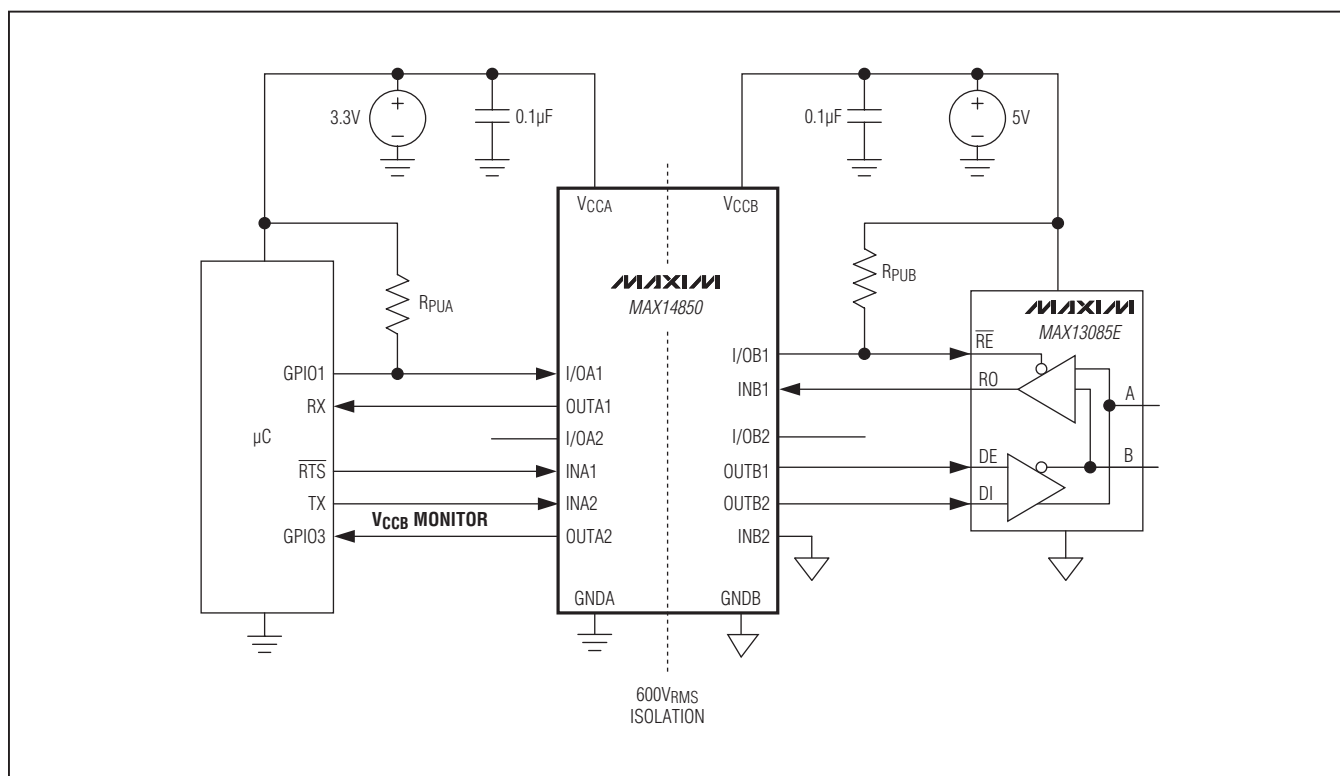 3.3V
0.1µF
0.1µF
5V
VCCA
VCCB
RPUA
RPUB
MAXIM
MAX14850
MAXIM
MAX13085E
µC
GPIO1
RX
RTS
TX
GPIO3
VCCB MONITOR
I/OA1
OUTA1
I/OA2
INA1
INA2
OUTA2
GNDA
I/OB1
INB1
I/OB2
OUTB1
OUTB2
INB2
GNDB
RE
RO
DE
DI
A
B
600VRMS
ISOLATION